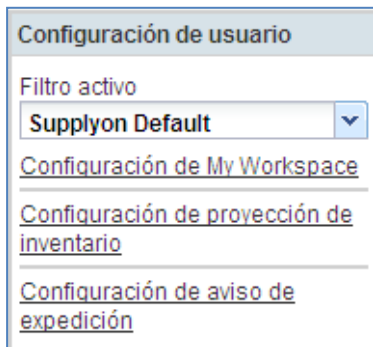 Configuración de usuario
Filtro activo
Supplyon Default
Configuración de My Workspace
Configuración de proyección de
inventario
Configuración de aviso de
expedición